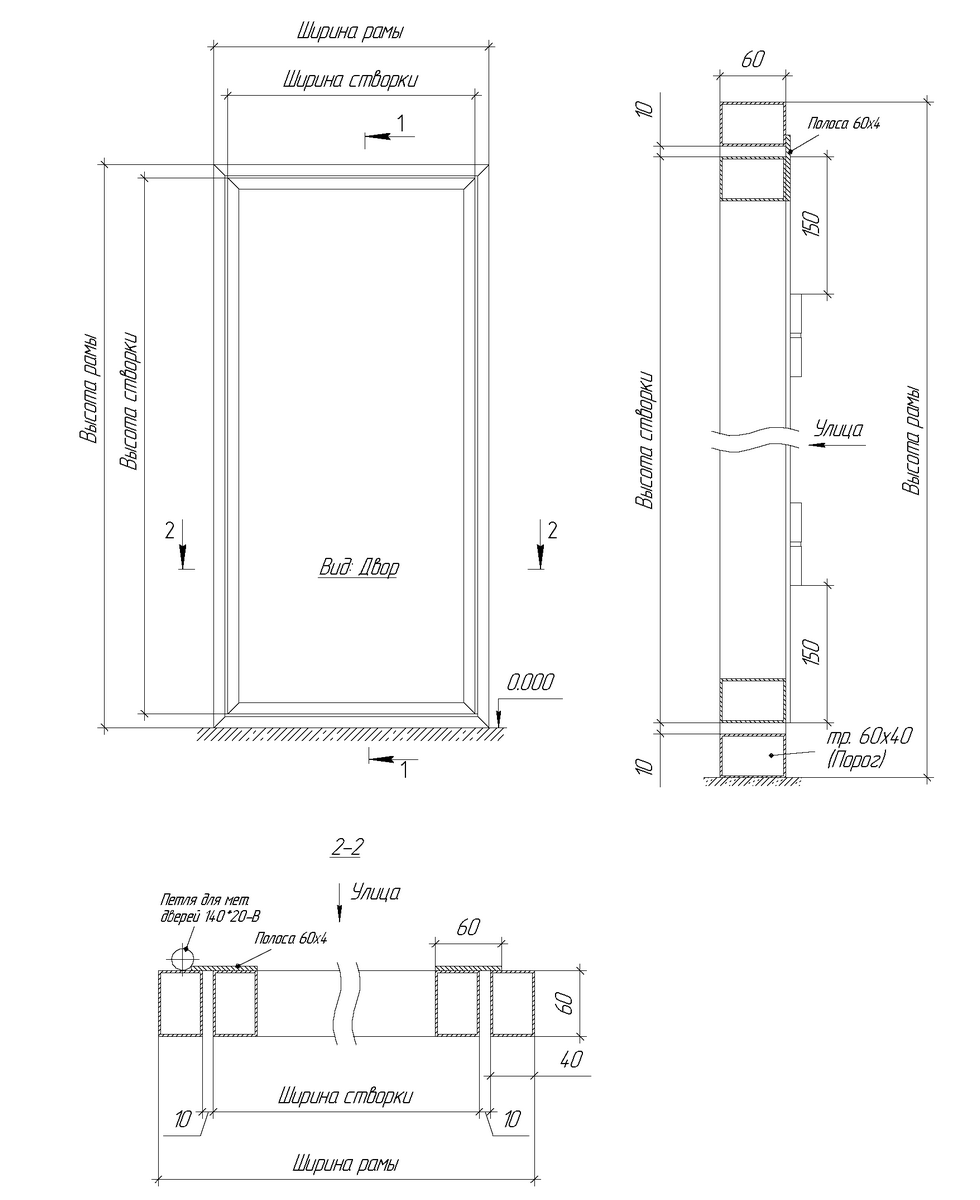 Ширина рамы
Ширина створки
1
Высота рамы
Высота створки
2
2
Вид: Двор
0.000
1
60
10
Полоса 60х4
150
Высота створки
Улица
Высота рамы
150
10
тр. 60х40
(Порог)
2-2
Улица
Петля для мет.
дверей 140*20-В
Полоса 60х4
60
60
40
10
Ширина створки
10
Ширина рамы